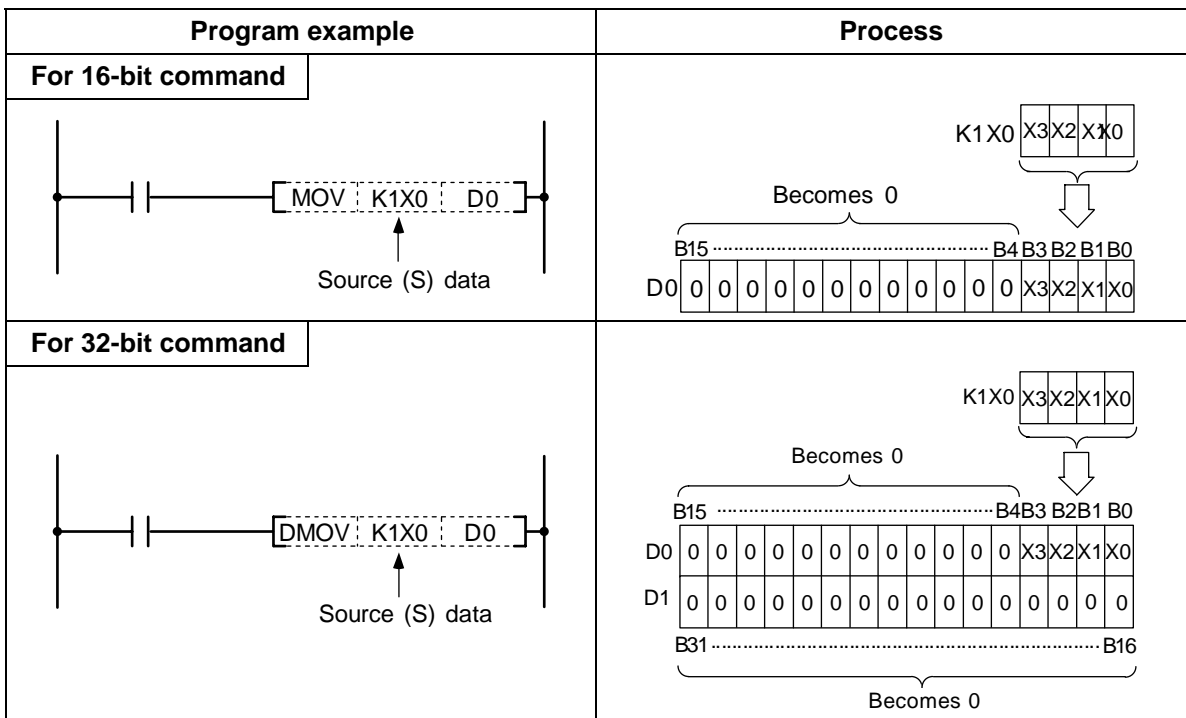 Program example
Process
For 16-bit command
MOV K1X0 D0
Source (S) data
K1X0 X3 X2 X1 X0
Becomes 0
B15 B4 B3 B2 B1 B0
D0 0 0 0 0 0 0 0 0 0 0 0 0 X3 X2 X1 X0
For 32-bit command
DMOV K1X0 D0
Source (S) data
K1X0 X3 X2 X1 X0
Becomes 0
B15 B4 B3 B2 B1 B0
D0 0 0 0 0 0 0 0 0 0 0 0 0 X3 X2 X1 X0
D1 0 0 0 0 0 0 0 0 0 0 0 0 0 0 0 0
B31 B16
Becomes 0